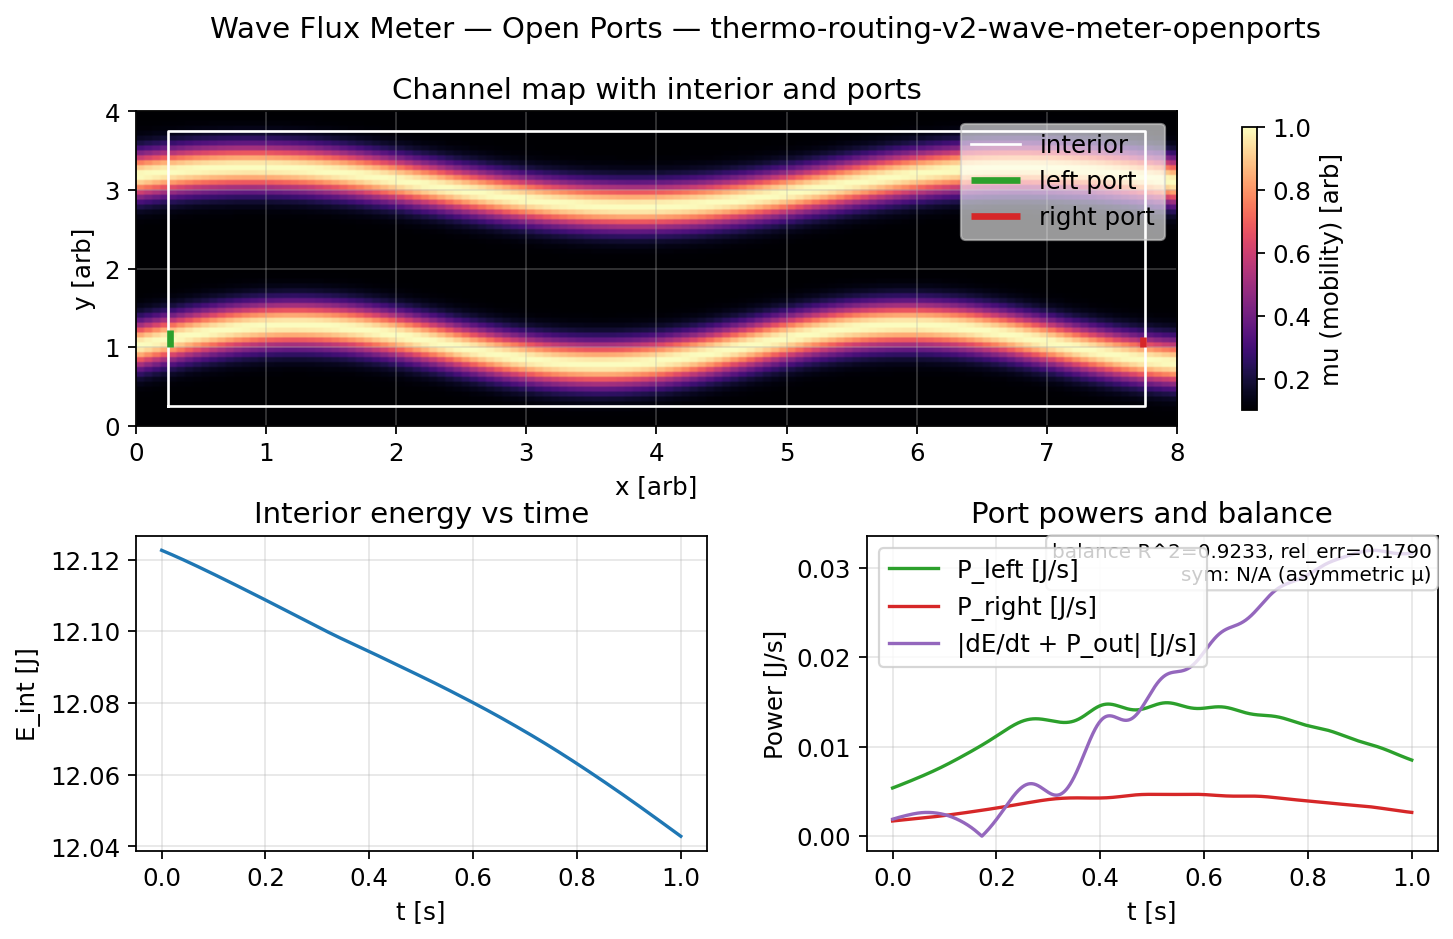 Wave Flux Meter — Open Ports — thermo-routing-v2-wave-meter-openports
Channel map with interior and ports
4
3
2
1
0
y [arb]
interior
left port
right port
0 1 2 3 4 5 6 7 8
x [arb]
1.0
0.8
0.6
0.4
0.2
mu (mobility) [arb]
Interior energy vs time
12.12
12.10
12.08
12.06
12.04
E_int [J]
0.0 0.2 0.4 0.6 0.8 1.0
t [s]
Port powers and balance
balance R^2=0.9233, rel_err=0.1790
sym: N/A (asymmetric μ)
P_left [J/s]
P_right [J/s]
|dE/dt + P_out| [J/s]
0.03
0.02
0.01
0.00
Power [J/s]
0.0 0.2 0.4 0.6 0.8 1.0
t [s]